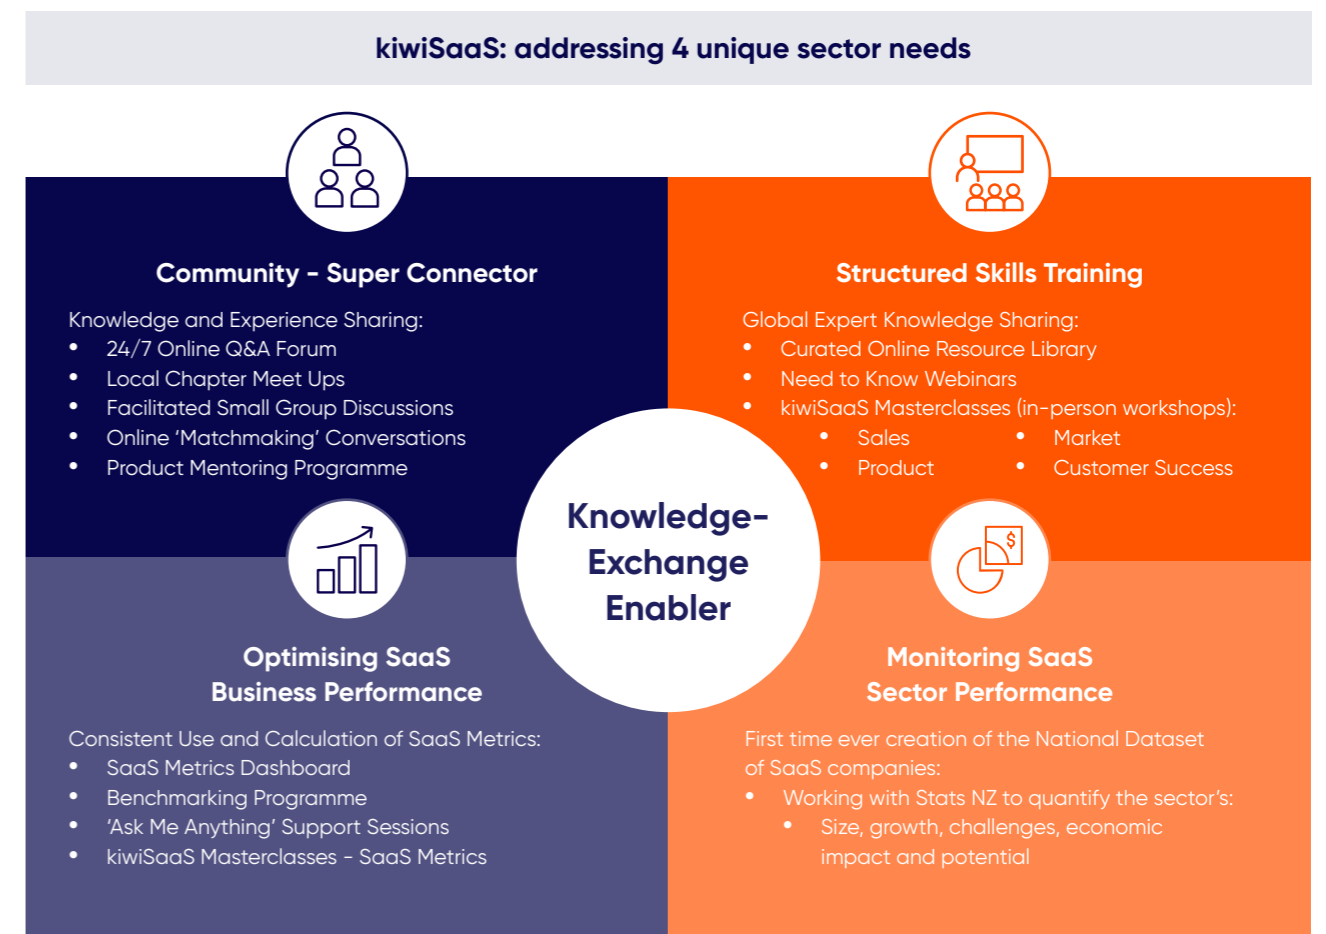 kiwiSaaS: addressing 4 unique sector needs
Community - Super Connector
Knowledge and Experience Sharing:
• 24/7 Online Q&A Forum
• Local Chapter Meet Ups
• Facilitated Small Group Discussions
• Online ‘Matchmaking’ Conversations
• Product Mentoring Programme
Structured Skills Training
Global Expert Knowledge Sharing:
• Curated Online Resource Library
• Need to Know Webinars
• kiwiSaaS Masterclasses (in-person workshops):
• Sales • Market
• Product • Customer Success
Knowledge-
Exchange
Enabler
Optimising SaaS
Business Performance
Consistent Use and Calculation of SaaS Metrics:
• SaaS Metrics Dashboard
• Benchmarking Programme
• ‘Ask Me Anything’ Support Sessions
• kiwiSaaS Masterclasses - SaaS Metrics
$
Monitoring SaaS
Sector Performance
First time ever creation of the National Dataset
of SaaS companies:
• Working with Stats NZ to quantify the sector’s:
• Size, growth, challenges, economic
impact and potential